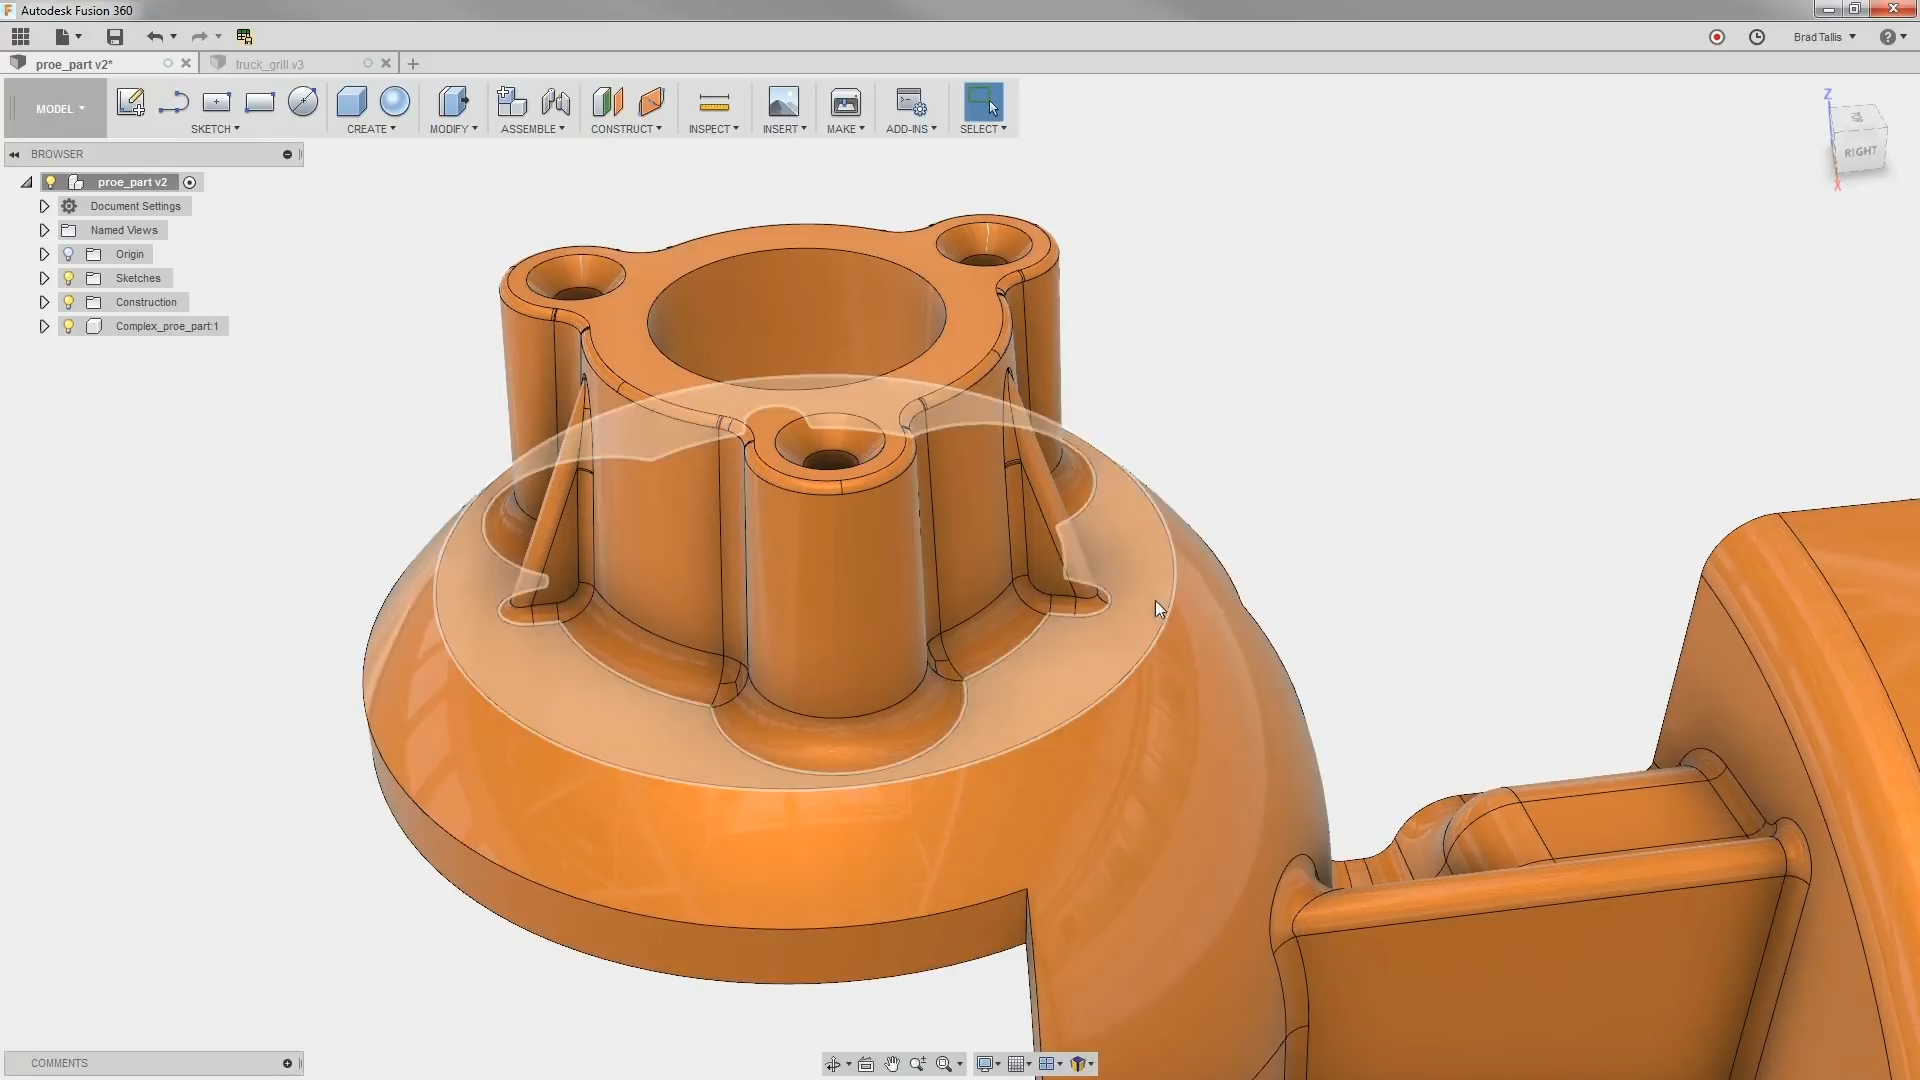 Autodesk Fusion 360
Brad Tallis
proe_part v2*
truck_grill v3
MODEL
SKETCH
CREATE
MODIFY
ASSEMBLE
CONSTRUCT
INSPECT
INSERT
MAKE
ADD-INS
SELECT
Z
RIGHT
X
BROWSER
proe_part v2
Document Settings
Named Views
Origin
Sketches
Construction
Complex_proe_part:1
COMMENTS